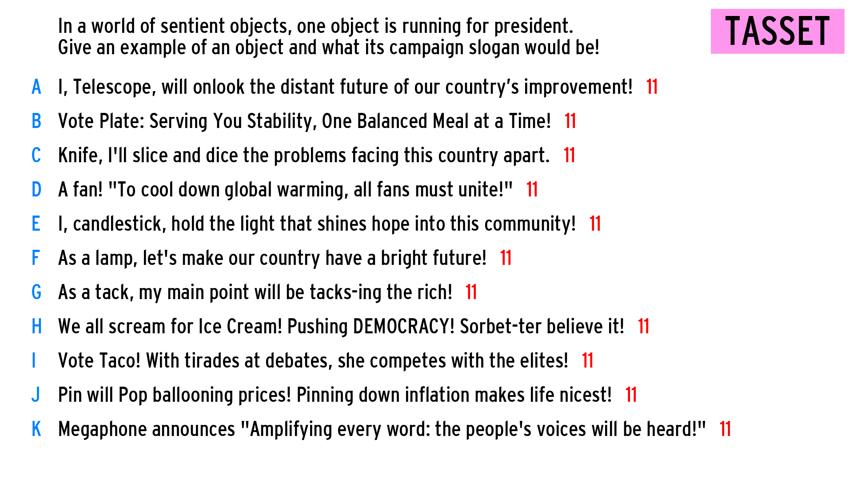 In a world of sentient objects, one object is running for president.
Give an example of an object and what its campaign slogan would be!
TASSET
A I, Telescope, will onlook the distant future of our country's improvement! 11
B Vote Plate: Serving You Stability, One Balanced Meal at a Time! 11
C Knife, I'll slice and dice the problems facing this country apart. 11
D A fan! "To cool down global warming, all fans must unite!" 11
E I, candlestick, hold the light that shines hope into this community! 11
F As a lamp, let's make our country have a bright future! 11
G As a tack, my main point will be tacks-ing the rich! 11
H We all scream for Ice Cream! Pushing DEMOCRACY! Sorbet-ter believe it! 11
I Vote Taco! With tirades at debates, she competes with the elites! 11
J Pin will Pop ballooning prices! Pinning down inflation makes life nicest! 11
K Megaphone announces "Amplifying every word: the people's voices will be heard!" 11